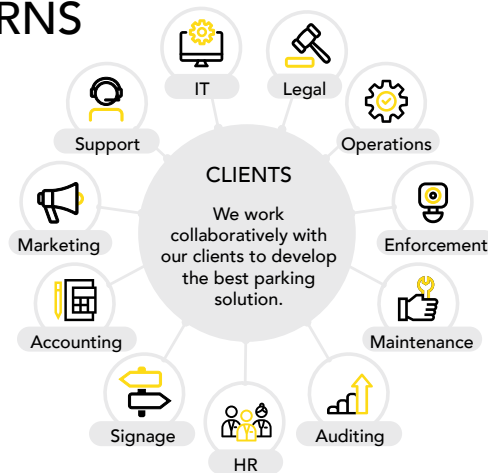 RNS
IT
Legal
Support
Operations
CLIENTS
We work
collaboratively with
our clients to develop
the best parking
solution.
Marketing
Enforcement
Accounting
Maintenance
Signage
Auditing
HR